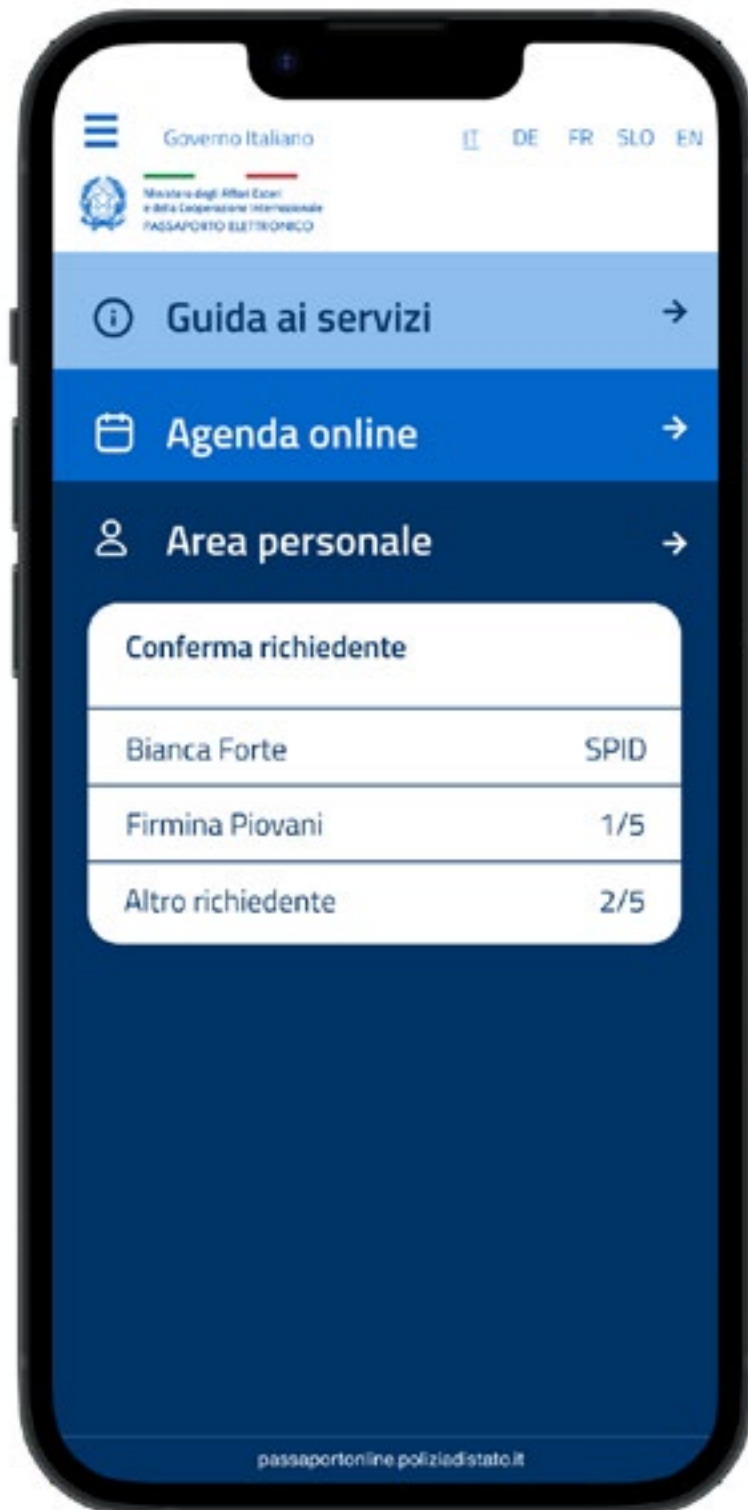 Governo Italiano
IT DE FR SLO EN
Ministero degli Affari Esteri
e della Cooperazione Internazionale
PASSAPORTO ELETTRONICO
Guida ai servizi
Agenda online
Area personale
Conferma richiedente
Bianca Forte SPID
Firmina Piovani 1/5
Altro richiedente 2/5
passaportonline.poliziadistato.it